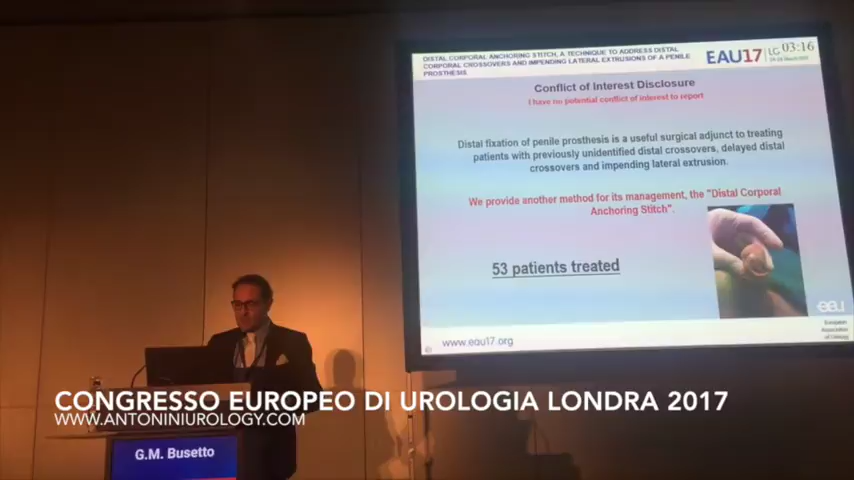 DISTAL CORPORAL ANCHORING STITCH, A TECHNIQUE TO ADDRESS DISTAL
CORPORAL CROSSOVERS AND IMPENDING LATERAL EXTRUSIONS OF A PENILE
PROSTHESIS
EAU17
03:16
Conflict of Interest Disclosure
I have no potential conflict of interest to report
Distal fixation of penile prosthesis is a useful surgical adjunct to treating
patients with previously unidentified distal crossovers, delayed distal
crossovers and impending lateral extrusion.
We provide another method for its management, the "Distal Corporal
Anchoring Stitch".
53 patients treated
eau
European
Association
of Urology
www.eau17.org
CONGRESSO EUROPEO DI UROLOGIA LONDRA 2017
WWW.ANTONINIUROLOGY.COM
G.M. Busetto